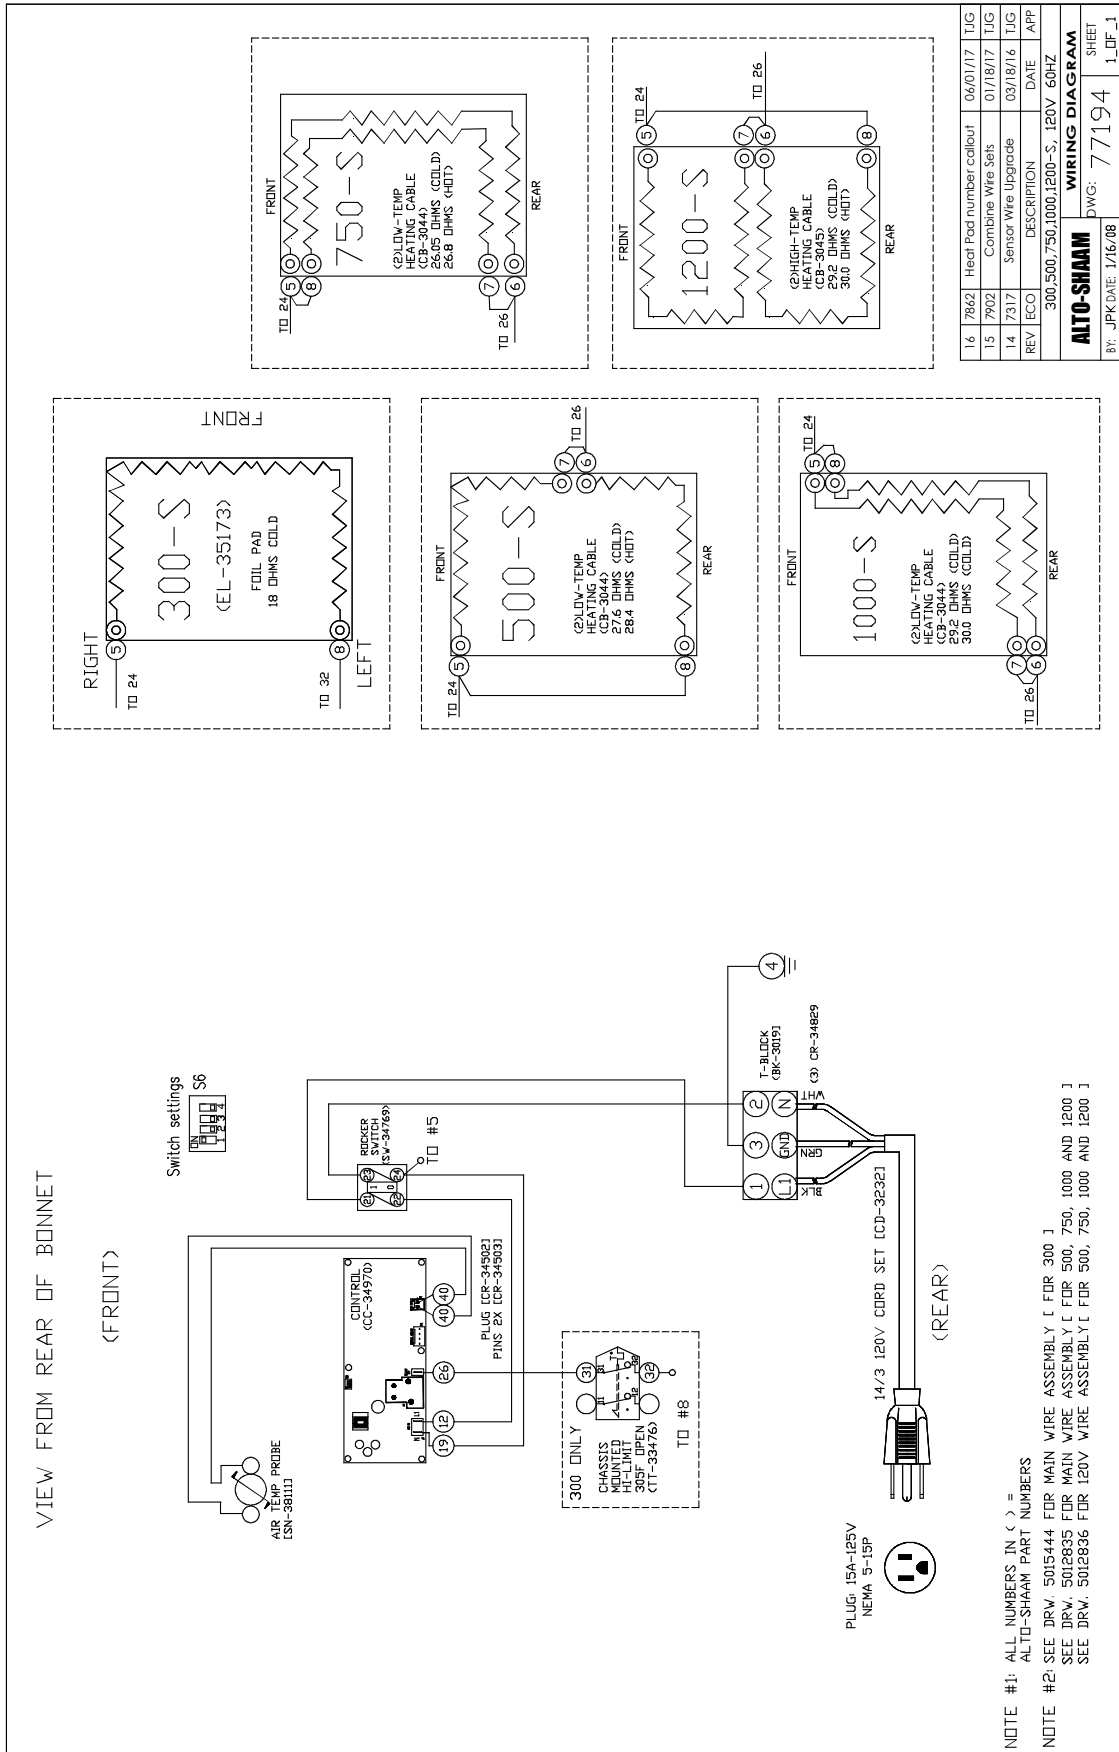 VIEW FROM REAR OF BONNET
(FRONT)
Switch settings
S6
ON
1 2 3 4
AIR TEMP PROBE
[SN-38111]
CONTROL
(CC-34970)
19
12
26
40
40
PLUG [CR-34502]
PINS 2X [CR-34503]
ROCKER
SWITCH
(SW-34769)
21
23
22
24
1
0
TO #5
300 ONLY
CHASSIS
MOUNTED
HI-LIMIT
305F OPEN
(TT-33476)
31
32
TO #8
T-BLOCK
(BK-3019)
(3) CR-34829
1
3
2
L1
GND
N
BLK
GRN
WHT
4
14/3 120V CORD SET [CD-3232]
(REAR)
PLUG: 15A-125V
NEMA 5-15P
NOTE #1: ALL NUMBERS IN ( ) =
ALTO-SHAAM PART NUMBERS
NOTE #2: SEE DRW. 5015444 FOR MAIN WIRE ASSEMBLY [ FOR 300 ]
SEE DRW. 5012835 FOR MAIN WIRE ASSEMBLY [ FOR 500, 750, 1000 AND 1200 ]
SEE DRW. 5012836 FOR 120V WIRE ASSEMBLY [ FOR 500, 750, 1000 AND 1200 ]
RIGHT
5
TO 24
300-S
(EL-35173)
FOIL PAD
18 OHMS COLD
FRONT
8
TO 32
LEFT
FRONT
TO 24
5
500-S
(2)LOW-TEMP
HEATING CABLE
(CB-3044)
27.6 OHMS (COLD)
28.4 OHMS (HOT)
7
6
TO 26
8
REAR
FRONT
TO 24
5
8
1000-S
(2)LOW-TEMP
HEATING CABLE
(CB-3044)
29.2 OHMS (COLD)
30.0 OHMS (COLD)
7
6
TO 26
REAR
FRONT
TO 24
5
8
750-S
(2)LOW-TEMP
HEATING CABLE
(CB-3044)
26.05 OHMS (COLD)
26.8 OHMS (HOT)
7
6
TO 26
REAR
FRONT
TO 24
5
1200-S
(2)HIGH-TEMP
HEATING CABLE
(CB-3045)
29.2 OHMS (COLD)
30.0 OHMS (HOT)
7
6
TO 26
8
REAR
16 7862 Heat Pad number callout 06/01/17 TJG
15 7902 Combine Wire Sets 01/18/17 TJG
14 7317 Sensor Wire Upgrade 03/18/16 TJG
REV ECO DESCRIPTION DATE APP
300,500,750,1000,1200-S, 120V 60HZ
ALTO-SHAAM WIRING DIAGRAM
BY: JPK DATE: 1/16/08 DWG: 77194 SHEET 1_OF_1